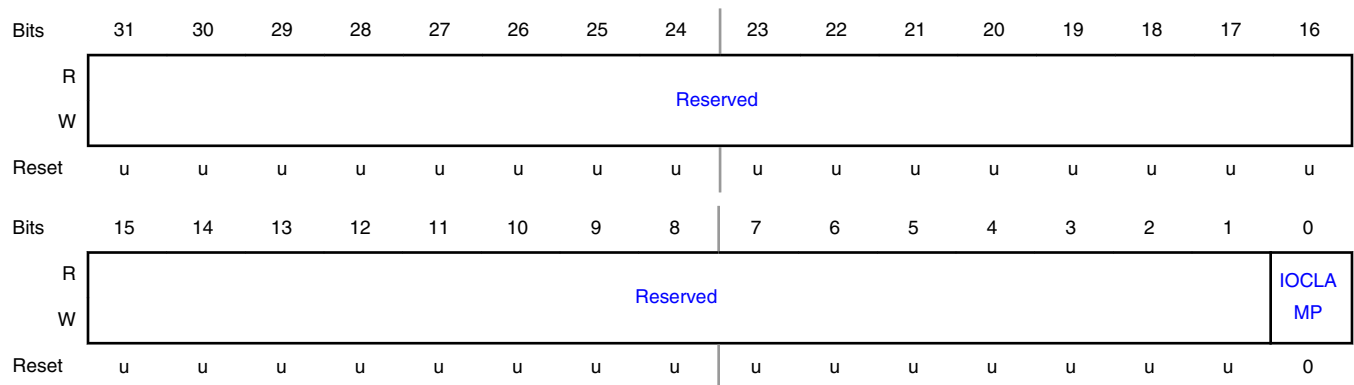 Bits 31 30 29 28 27 26 25 24 23 22 21 20 19 18 17 16
R
Reserved
W
Reset u u u u u u u u u u u u u u u u
Bits 15 14 13 12 11 10 9 8 7 6 5 4 3 2 1 0
R IOCLA
Reserved
W MP
Reset u u u u u u u u u u u u u u u 0